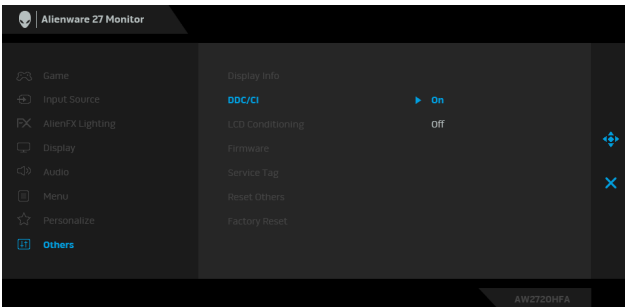 Alienware 27 Monitor
Game
Input Source
AlienFX Lighting
Display
Audio
Menu
Personalize
Others
Display Info
DDC/CI On
LCD Conditioning Off
Firmware
Service Tag
Reset Others
Factory Reset
AW2720HFA